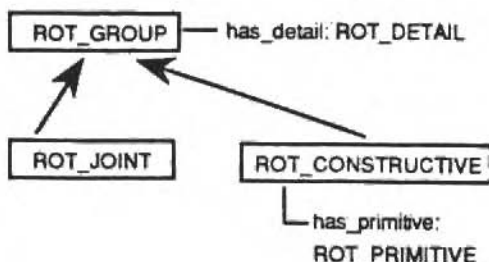 ROT_GROUP has_detail: ROT_DETAIL
ROT_JOINT ROT_CONSTRUCTIVE
has_primitive:
ROT_PRIMITIVE